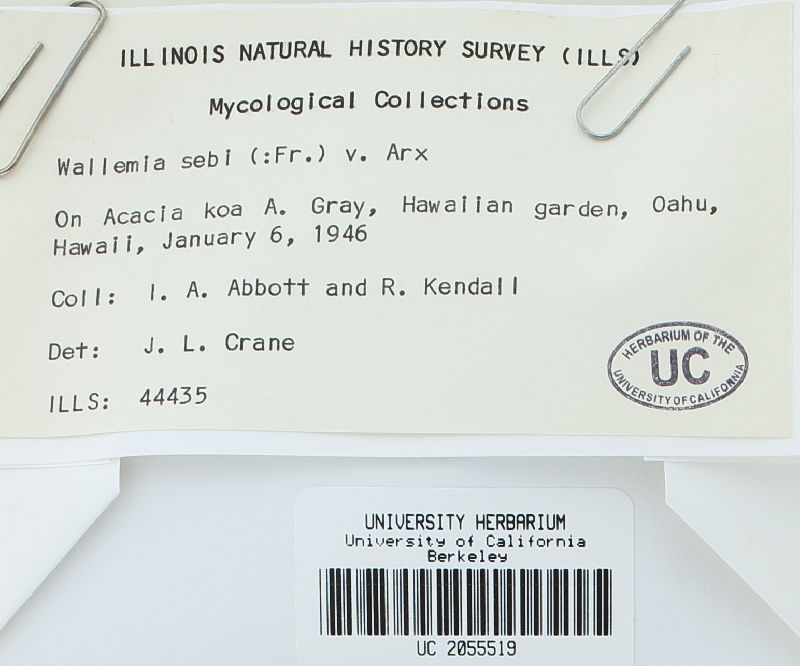 ILLINOIS NATURAL HISTORY SURVEY (ILLS)
Mycological Collections
Wallemia sebi (:Fr.) v. Arx
On Acacia koa A. Gray, Hawaiian garden, Oahu,
Hawaii, January 6, 1946
Coll: I. A. Abbott and R. Kendall
Det: J. L. Crane
ILLS: 44435
HERBARIUM OF THE
UC
UNIVERSITY OF CALIFORNIA
UNIVERSITY HERBARIUM
University of California
Berkeley
UC 2055519